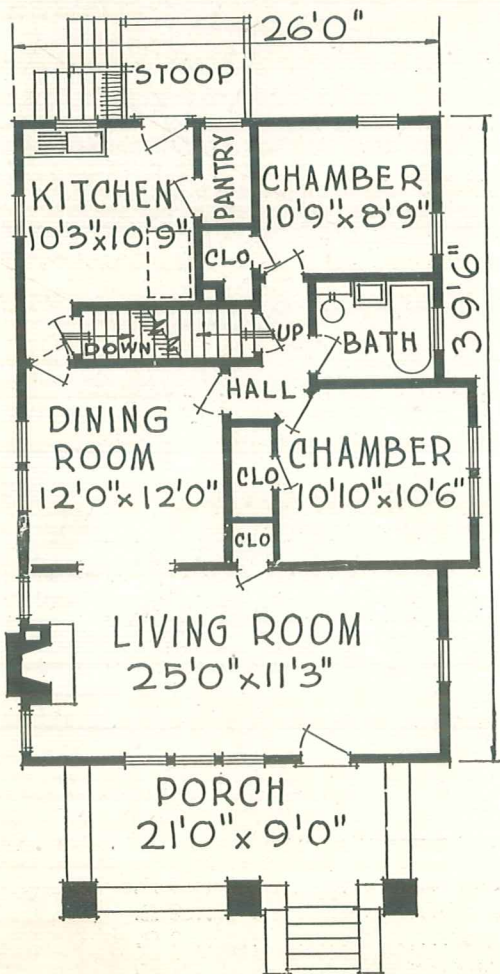 26'0"
STOOP
KITCHEN
10'3"x10'9"
PANTRY
CHAMBER
10'9"x8'9"
CLO
39'6"
DOWN
UP
BATH
HALL
DINING
ROOM
12'0"x12'0"
CLO
CHAMBER
10'10"x10'6"
CLO
LIVING ROOM
25'0"x11'3"
PORCH
21'0"x9'0"